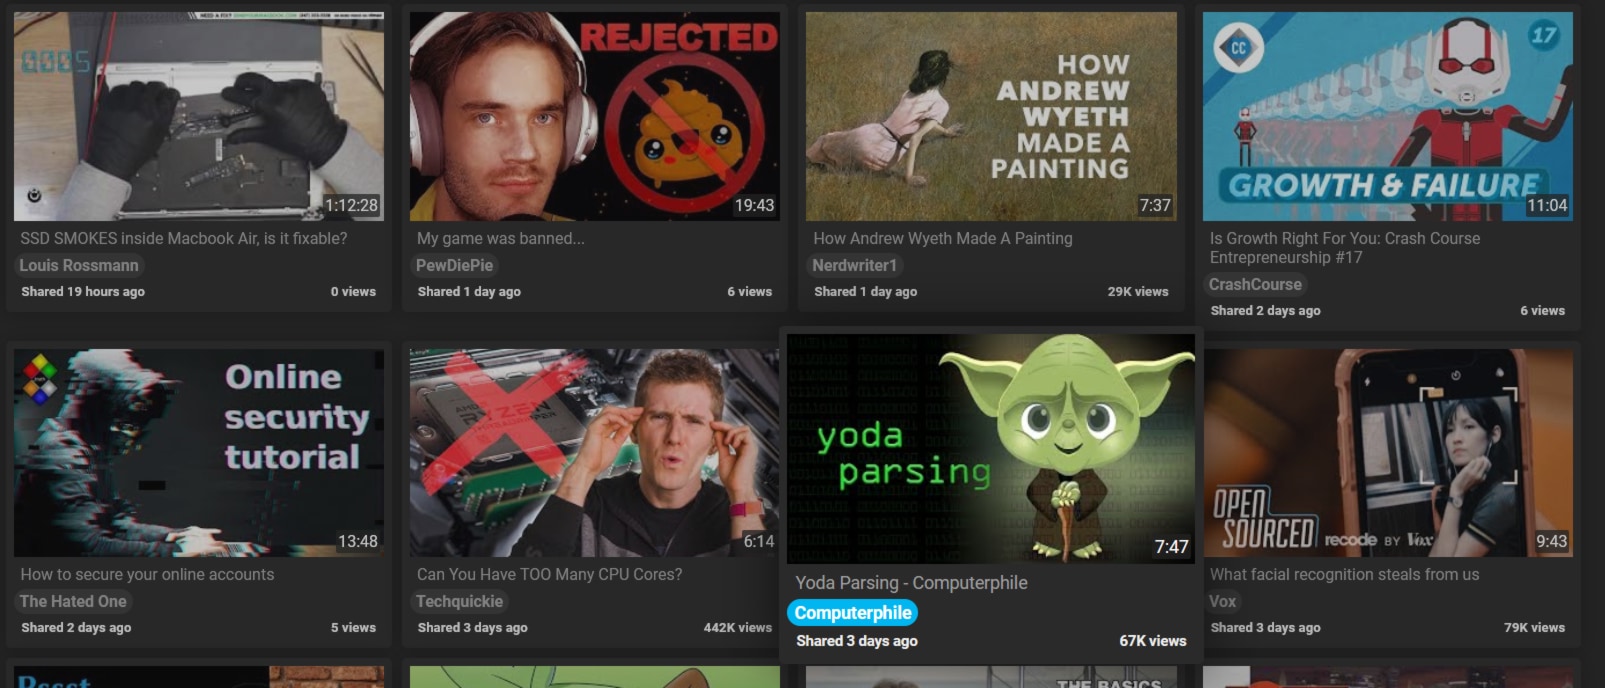 NEED A FIX?
1:12:28
SSD SMOKES inside Macbook Air, is it fixable?
Louis Rossmann
Shared 19 hours ago
0 views
REJECTED
19:43
My game was banned...
PewDiePie
Shared 1 day ago
6 views
HOW
ANDREW
WYETH
MADE A
PAINTING
7:37
How Andrew Wyeth Made A Painting
Nerdwriter1
Shared 1 day ago
29K views
CC
17
GROWTH & FAILURE
11:04
Is Growth Right For You: Crash Course
Entrepreneurship #17
CrashCourse
Shared 2 days ago
6 views
Online
security
tutorial
13:48
How to secure your online accounts
The Hated One
Shared 2 days ago
5 views
AMD
RYZEN
THREADRIPPER
6:14
Can You Have TOO Many CPU Cores?
Techquickie
Shared 3 days ago
442K views
yoda
parsing
7:47
Yoda Parsing - Computerphile
Computerphile
Shared 3 days ago
67K views
OPEN
SOURCED
recode BY Vox
9:43
What facial recognition steals from us
Vox
Shared 3 days ago
79K views
THE BASICS